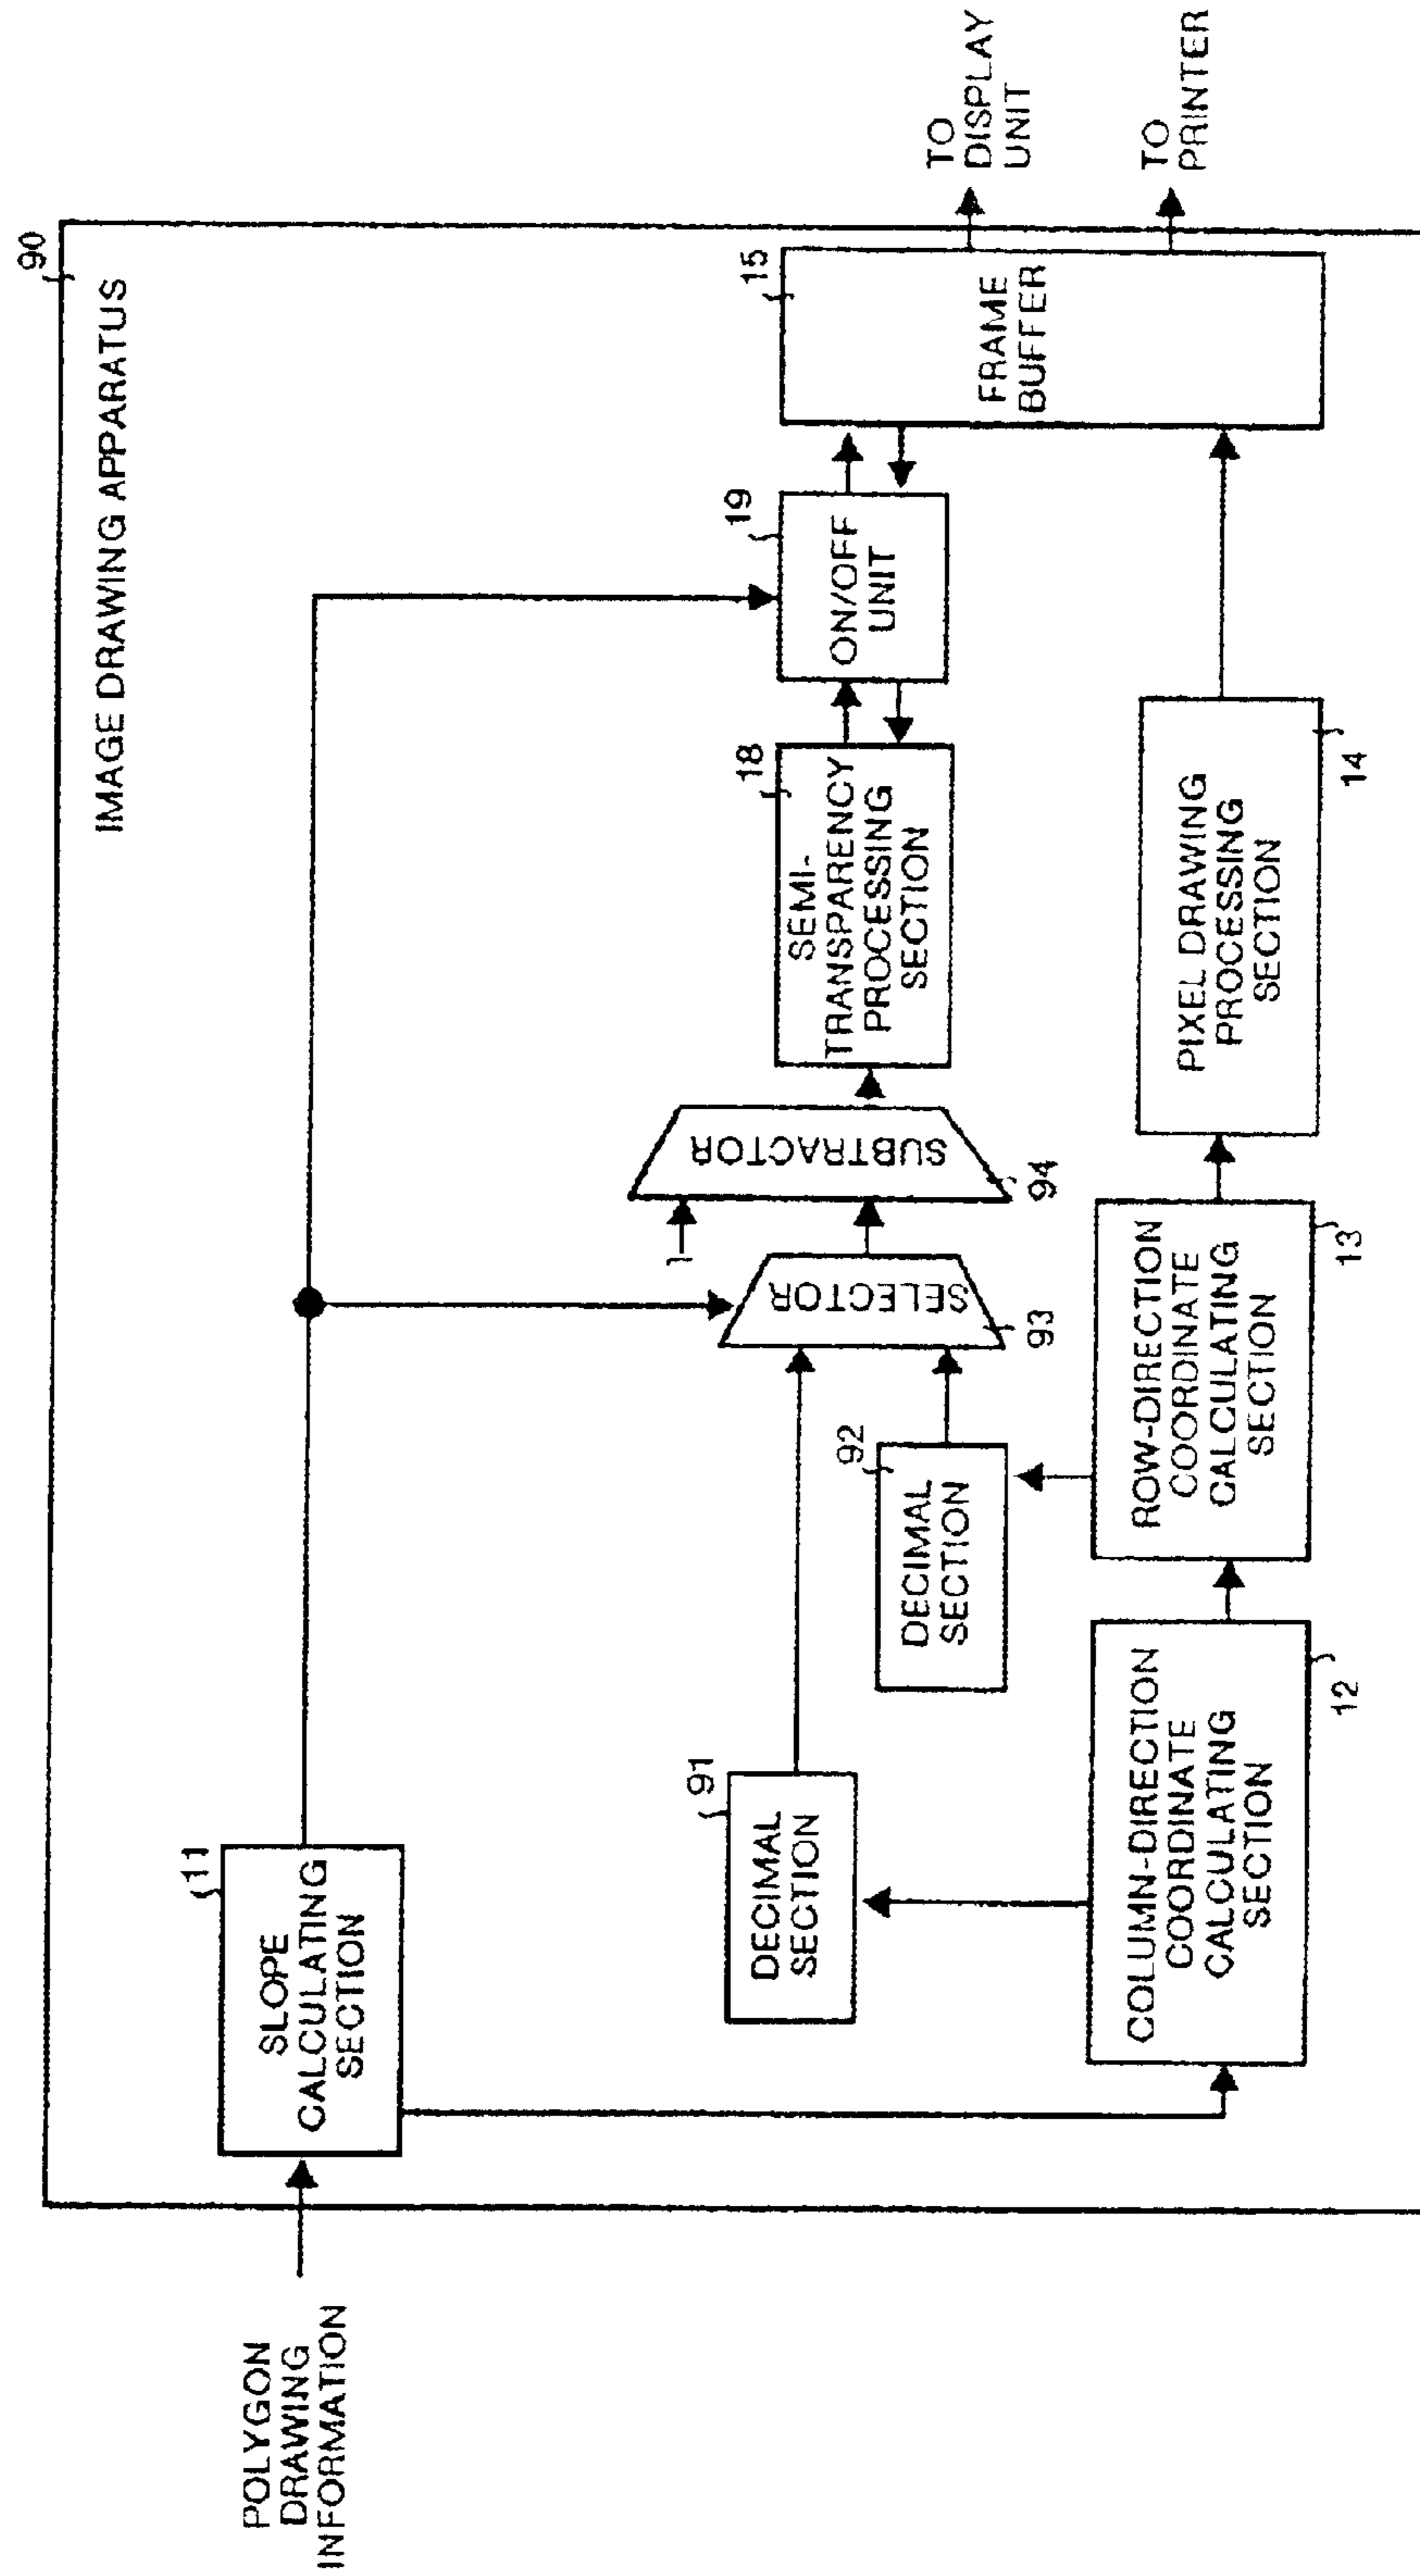 90
IMAGE DRAWING APPARATUS
POLYGON
DRAWING
INFORMATION
11
SLOPE
CALCULATING
SECTION
91
DECIMAL
SECTION
92
DECIMAL
SECTION
SELECTOR
93
1
SUBTRACTOR
94
18
SEMI-
TRANSPARENCY
PROCESSING
SECTION
19
ON/OFF
UNIT
15
FRAME
BUFFER
TO
DISPLAY
UNIT
TO
PRINTER
COLUMN-DIRECTION
COORDINATE
CALCULATING
SECTION
12
ROW-DIRECTION
COORDINATE
CALCULATING
SECTION
13
PIXEL DRAWING
PROCESSING
SECTION
14